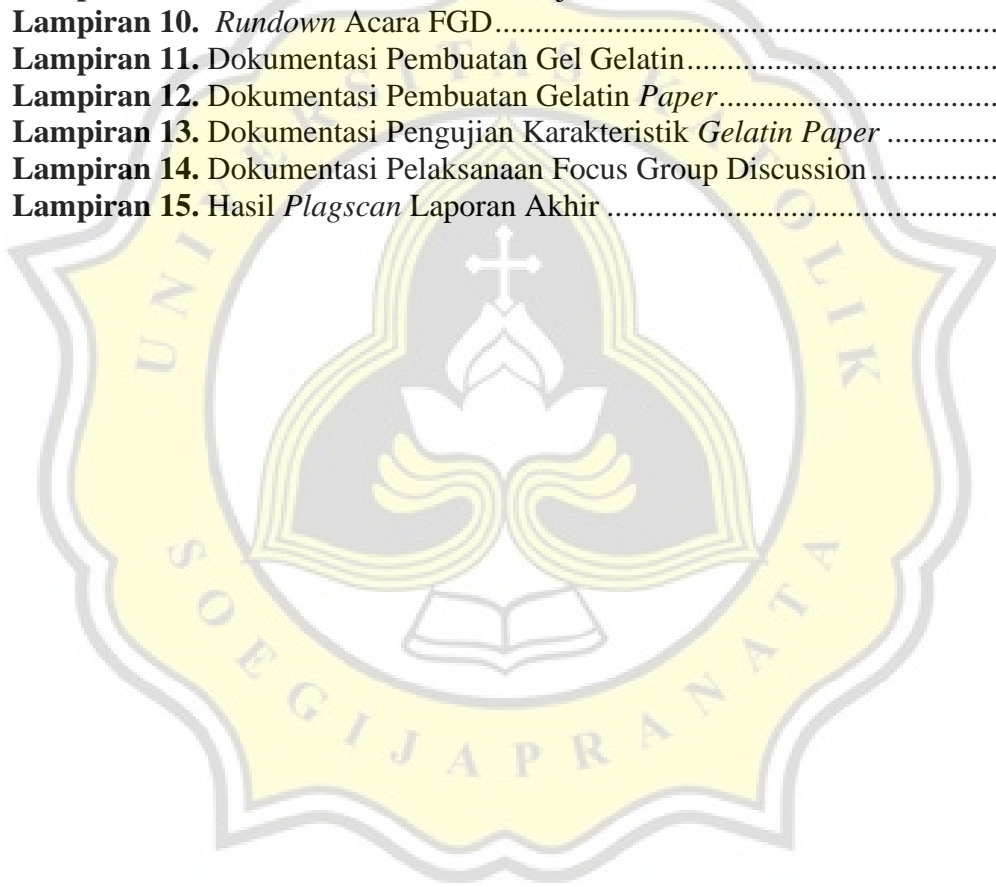 Lampiran 10. Rundown Acara FGD......................................................................
Lampiran 11. Dokumentasi Pembuatan Gel Gelatin............................................
Lampiran 12. Dokumentasi Pembuatan Gelatin Paper........................................
Lampiran 13. Dokumentasi Pengujian Karakteristik Gelatin Paper ....................
Lampiran 14. Dokumentasi Pelaksanaan Focus Group Discussion......................
Lampiran 15. Hasil Plagscan Laporan Akhir ......................................................
UNIVERSITAS KATOLIK
SOEGIJAPRANATA